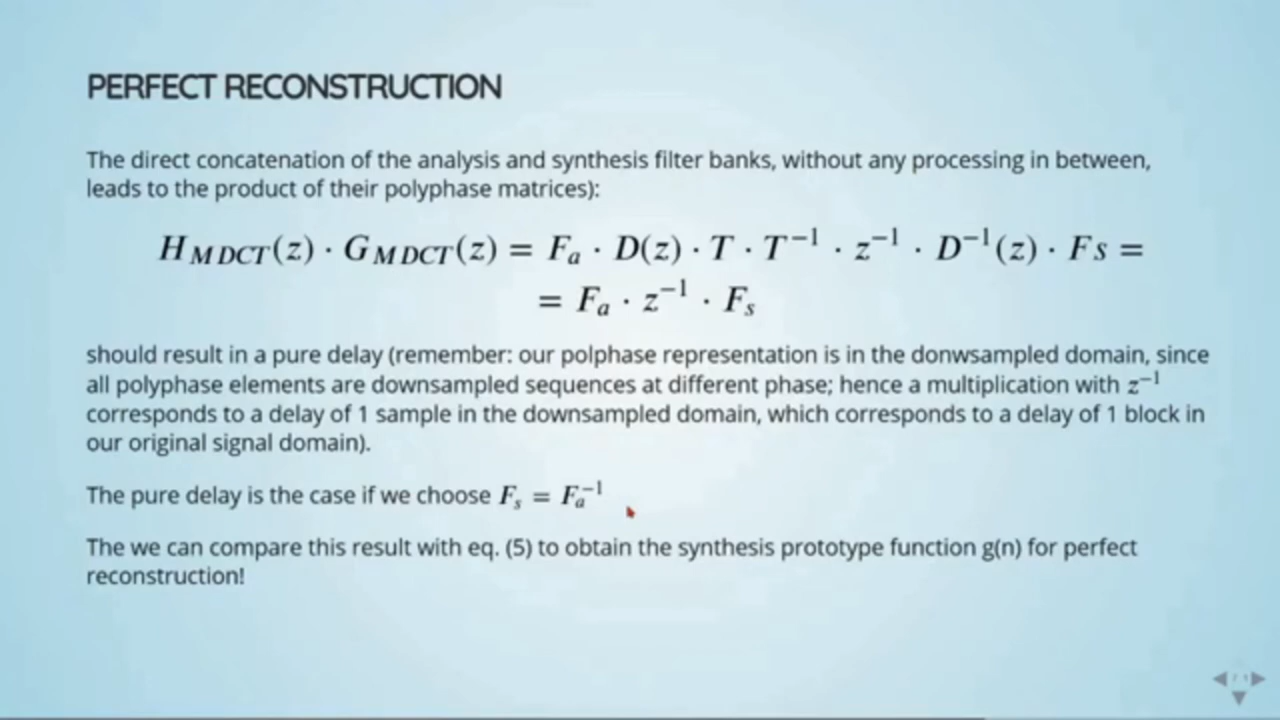 PERFECT RECONSTRUCTION
The direct concatenation of the analysis and synthesis filter banks, without any processing in between,
leads to the product of their polyphase matrices):
H_{MDCT}(z) · G_{MDCT}(z) = F_a · D(z) · T · T^{−1} · z^{−1} · D^{−1}(z) · Fs =
= F_a · z^{−1} · F_s
should result in a pure delay (remember: our polphase representation is in the donwsampled domain, since
all polyphase elements are downsampled sequences at different phase; hence a multiplication with z^{−1}
corresponds to a delay of 1 sample in the downsampled domain, which corresponds to a delay of 1 block in
our original signal domain).
The pure delay is the case if we choose F_s = F_a^{−1}
The we can compare this result with eq. (5) to obtain the synthesis prototype function g(n) for perfect
reconstruction!